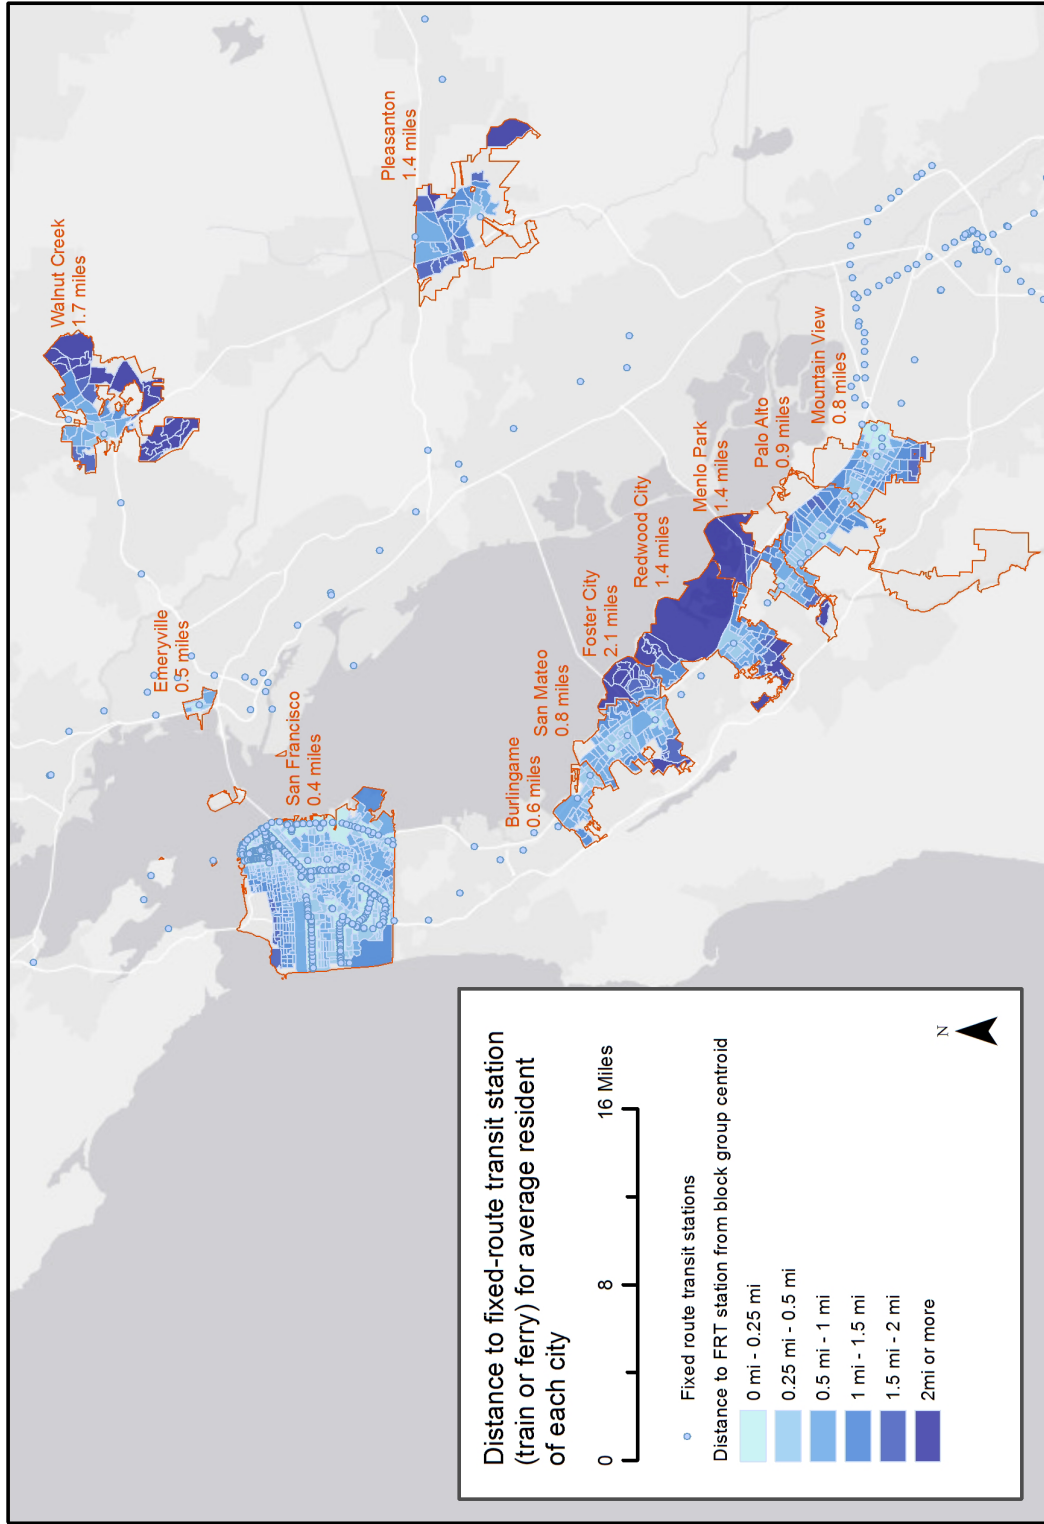 Walnut Creek
1.7 miles
Pleasanton
1.4 miles
Emeryville
0.5 miles
San Francisco
0.4 miles
Burlingame
0.6 miles
San Mateo
0.8 miles
Foster City
2.1 miles
Redwood City
1.4 miles
Menlo Park
1.4 miles
Palo Alto
0.9 miles
Mountain View
0.8 miles
Distance to fixed-route transit station
(train or ferry) for average resident
of each city
0 8 16 Miles
Fixed route transit stations
Distance to FRT station from block group centroid
0 mi - 0.25 mi
0.25 mi - 0.5 mi
0.5 mi - 1 mi
1 mi - 1.5 mi
1.5 mi - 2 mi
2mi or more
N